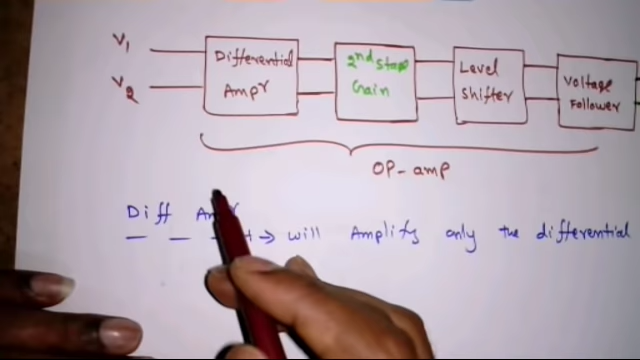 V1
V2
Differential
Ampr
2nd stage
Gain
Level
Shifter
Voltage
Follower
OP-amp
Diff Ampr
→ will Amplify only the differential